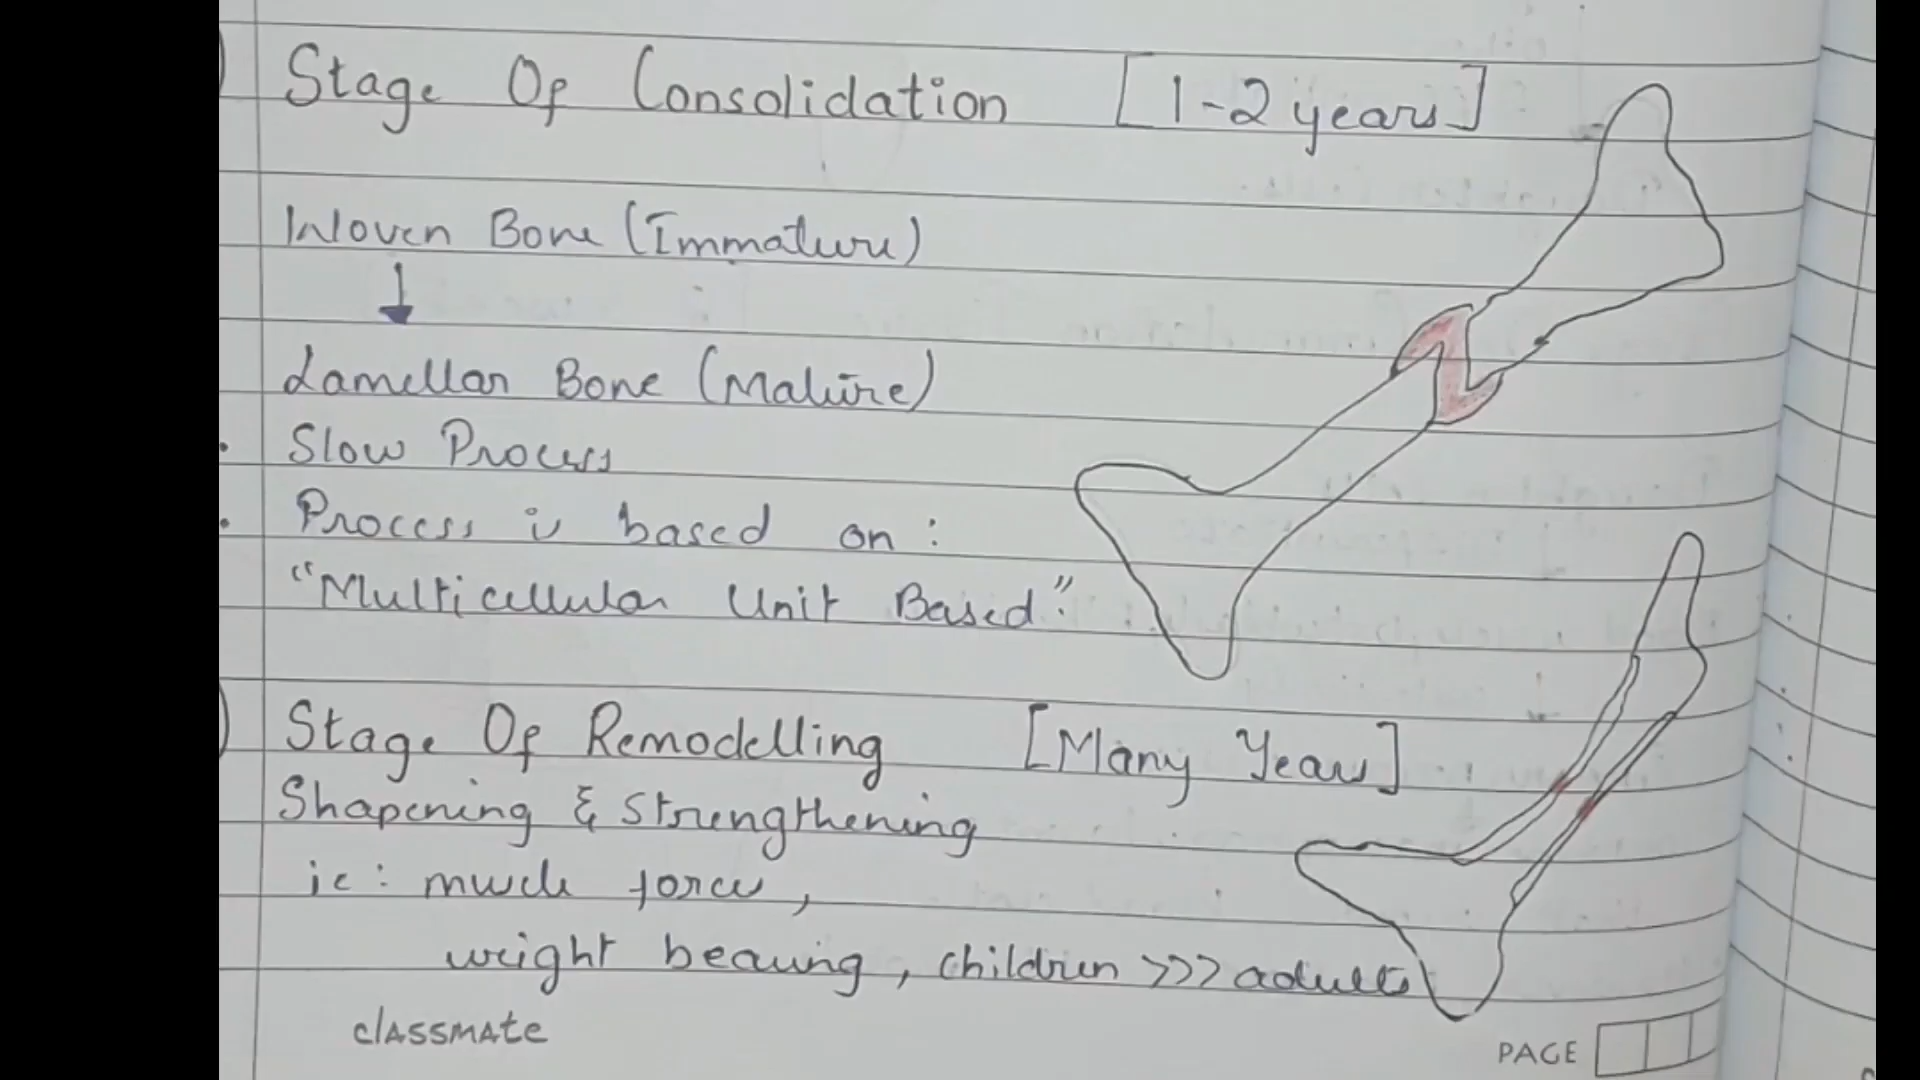 Stage Of Consolidation [1-2 years]
Woven Bone (Immature)
↓
Lamellar Bone (Mature)
• Slow Process
• Process is based on :
"Multicellular Unit Based".
Stage Of Remodelling [Many Years]
Shapening & Strengthening
ie: muscle force,
weight bearing, children >>> adults
classmate
PAGE